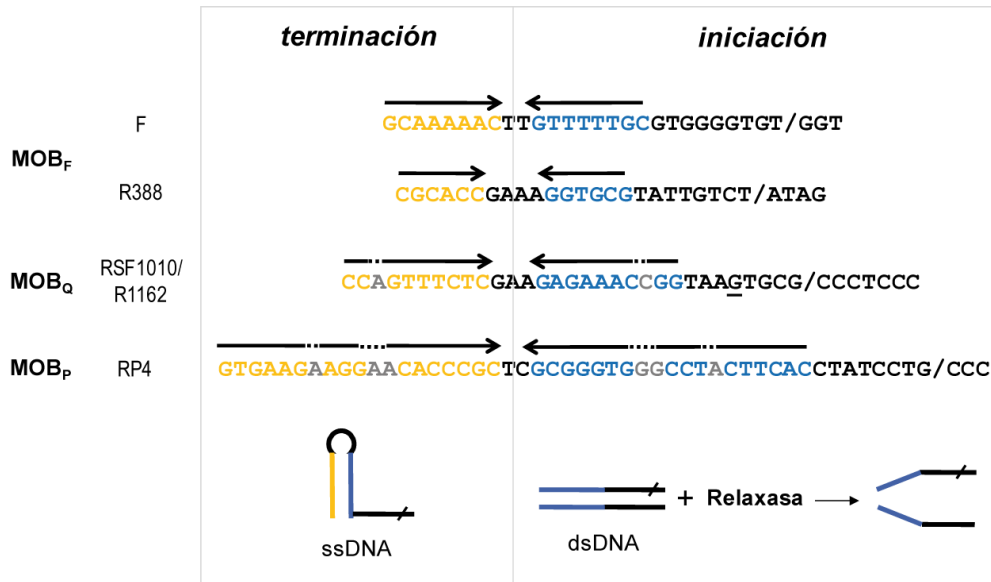 terminación iniciación
F GCAAAAACTTGTTTTTGCGTGGGGTGT/GGT
MOBF
R388 CGCACCGAAAGGTGCGTATTGTCT/ATAG
RSF1010/
MOBQ CCAGTTTCTCGAAGAGAAACCGGTAAGTGCG/CCCTCCC
R1162
MOBP RP4 GTGAAGAAGGAACACCCGCTCGCGGGTGGGCCTACTTCACCTATCCTG/CCC
+ Relaxasa
ssDNA dsDNA